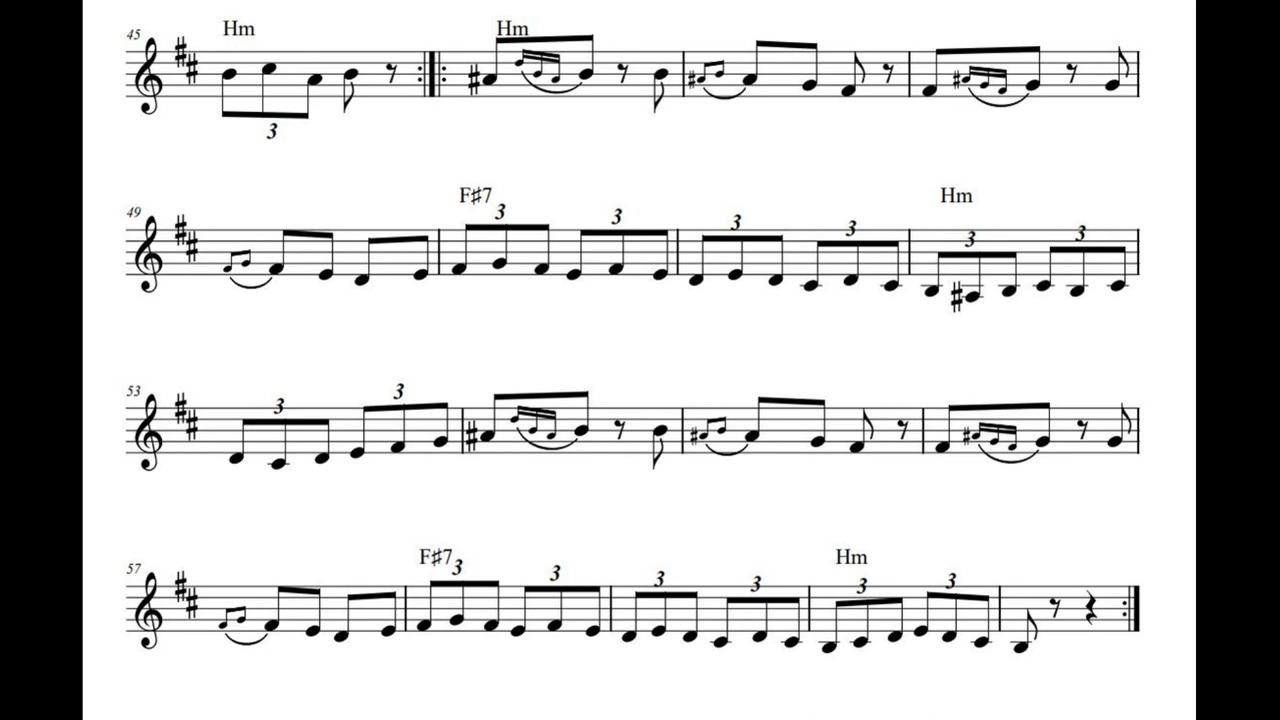 45 Hm Hm
3
49 F♯7 Hm
3 3 3 3 3 3
53
3 3
57 F♯7 Hm
3 3 3 3 3 3